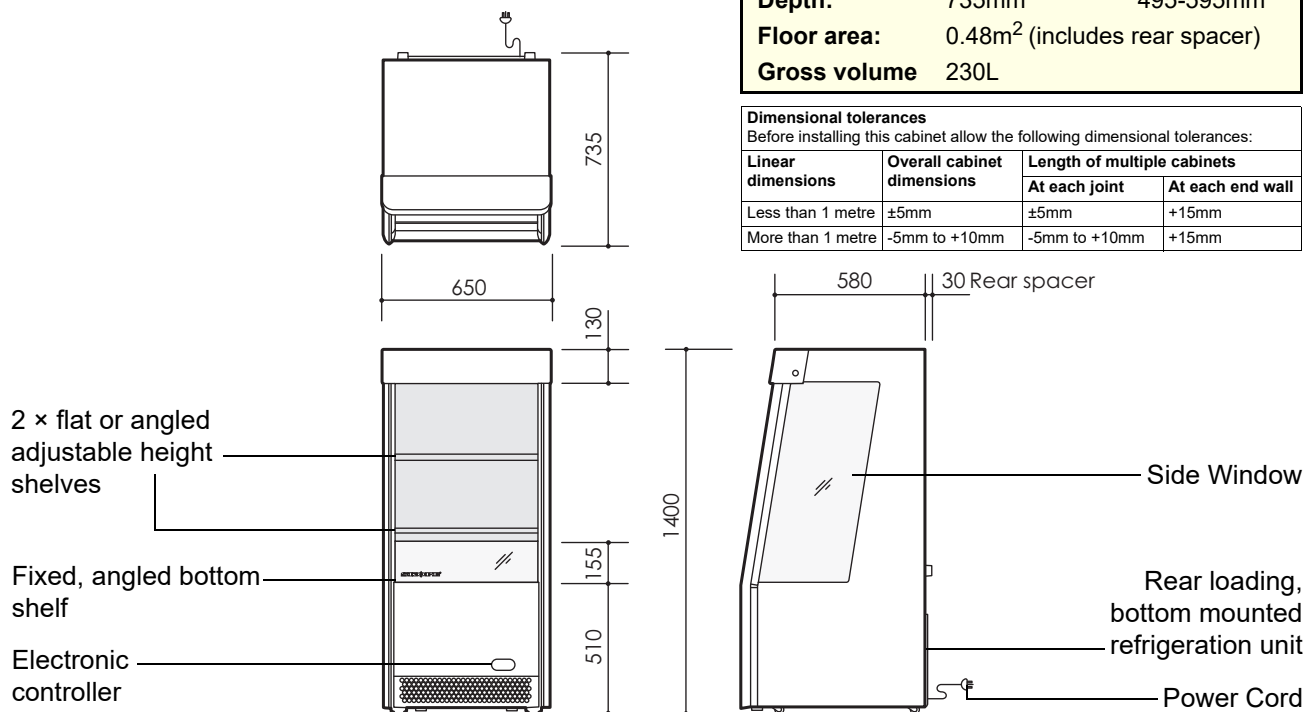 Depth: 735mm 495-595mm
Floor area: 0.48m2 (includes rear spacer)
Gross volume 230L
Dimensional tolerances
Before installing this cabinet allow the following dimensional tolerances:
Linear dimensions
Overall cabinet dimensions
Length of multiple cabinets
At each joint
At each end wall
Less than 1 metre ±5mm ±5mm +15mm
More than 1 metre -5mm to +10mm -5mm to +10mm +15mm
735
650
580
30 Rear spacer
130
1400
155
510
2 × flat or angled
adjustable height
shelves
Fixed, angled bottom
shelf
Electronic
controller
Side Window
Rear loading,
bottom mounted
refrigeration unit
Power Cord